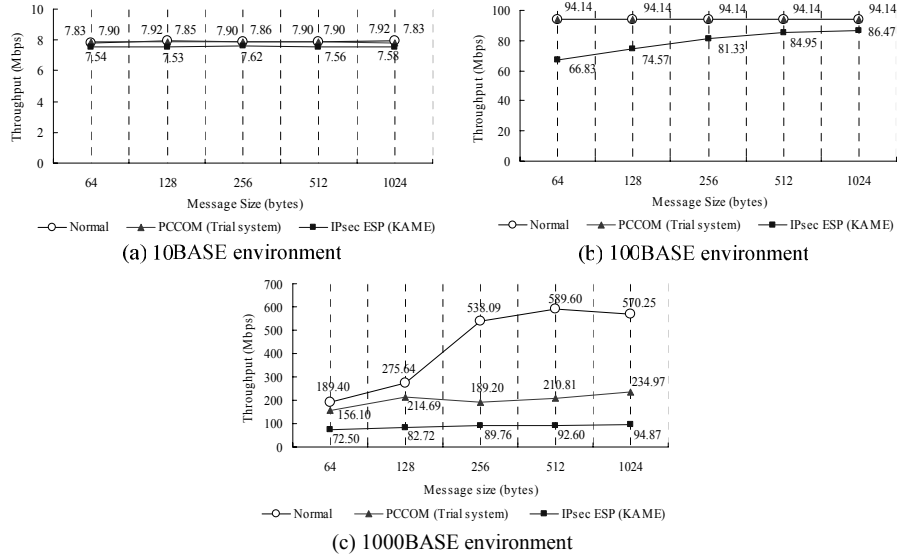 7.83 7.90 7.92 7.85 7.90 7.86 7.90 7.90 7.92 7.83
10
8
6
4
2
0
Throughput (Mbps)
7.54 7.53 7.62 7.56 7.58
64 128 256 512 1024
Message Size (bytes)
Normal PCCOM (Trial system) IPsec ESP (KAME)
(a) 10BASE environment
94.14 94.14 94.14 94.14 94.14
100
80
60
40
20
0
Throughput (Mbps)
66.83 74.57 81.33 84.95 86.47
64 128 256 512 1024
Message Size (bytes)
Normal PCCOM (Trial system) IPsec ESP (KAME)
(b) 100BASE environment
700
600
500
400
300
200
100
0
Throughput (Mbps)
189.40 275.64 538.09 589.60 570.25
156.10 214.69 189.20 210.81 234.97
72.50 82.72 89.76 92.60 94.87
64 128 256 512 1024
Message size (bytes)
Normal PCCOM (Trial system) IPsec ESP (KAME)
(c) 1000BASE environment